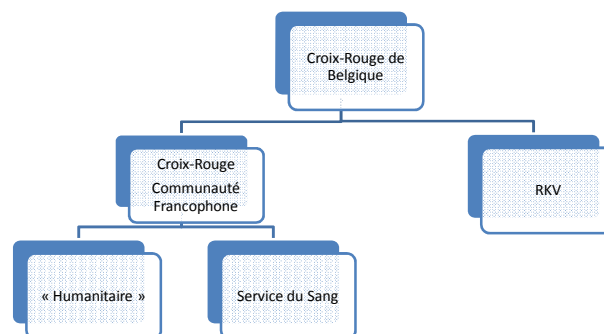 Croix-Rouge de
Belgique
Croix-Rouge
Communauté
Francophone
RKV
« Humanitaire »
Service du Sang